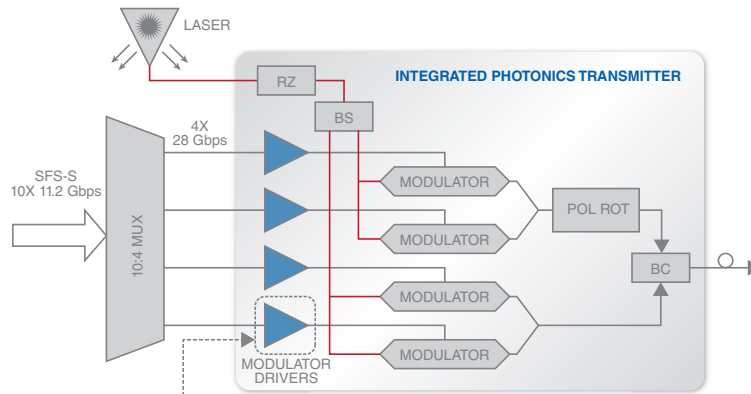 LASER
INTEGRATED PHOTONICS TRANSMITTER
RZ
BS
4X
28 Gbps
SFS-S
10X 11.2 Gbps
10:4 MUX
MODULATOR
MODULATOR
MODULATOR
MODULATOR
POL ROT
BC
MODULATOR
DRIVERS